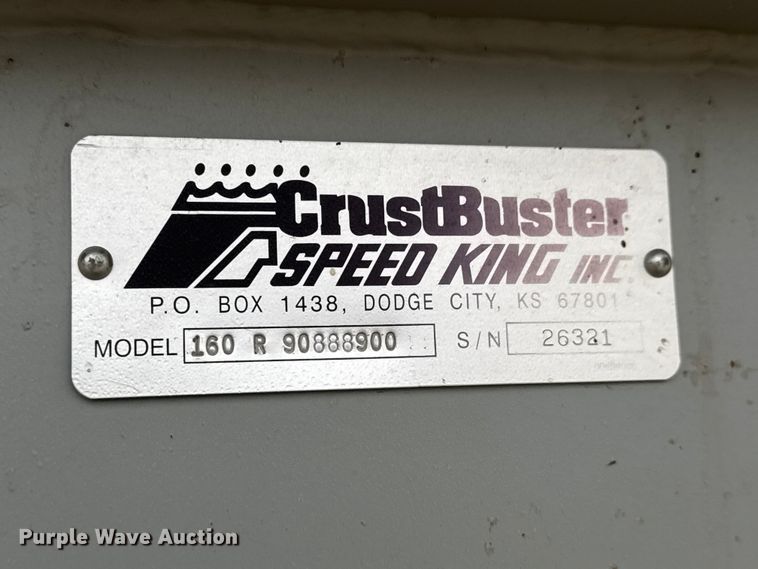 CrustBuster
SPEED KING INC.
P.O. BOX 1438, DODGE CITY, KS 67801
MODEL 160 R 90888900 S/N 26321
Purple Wave Auction